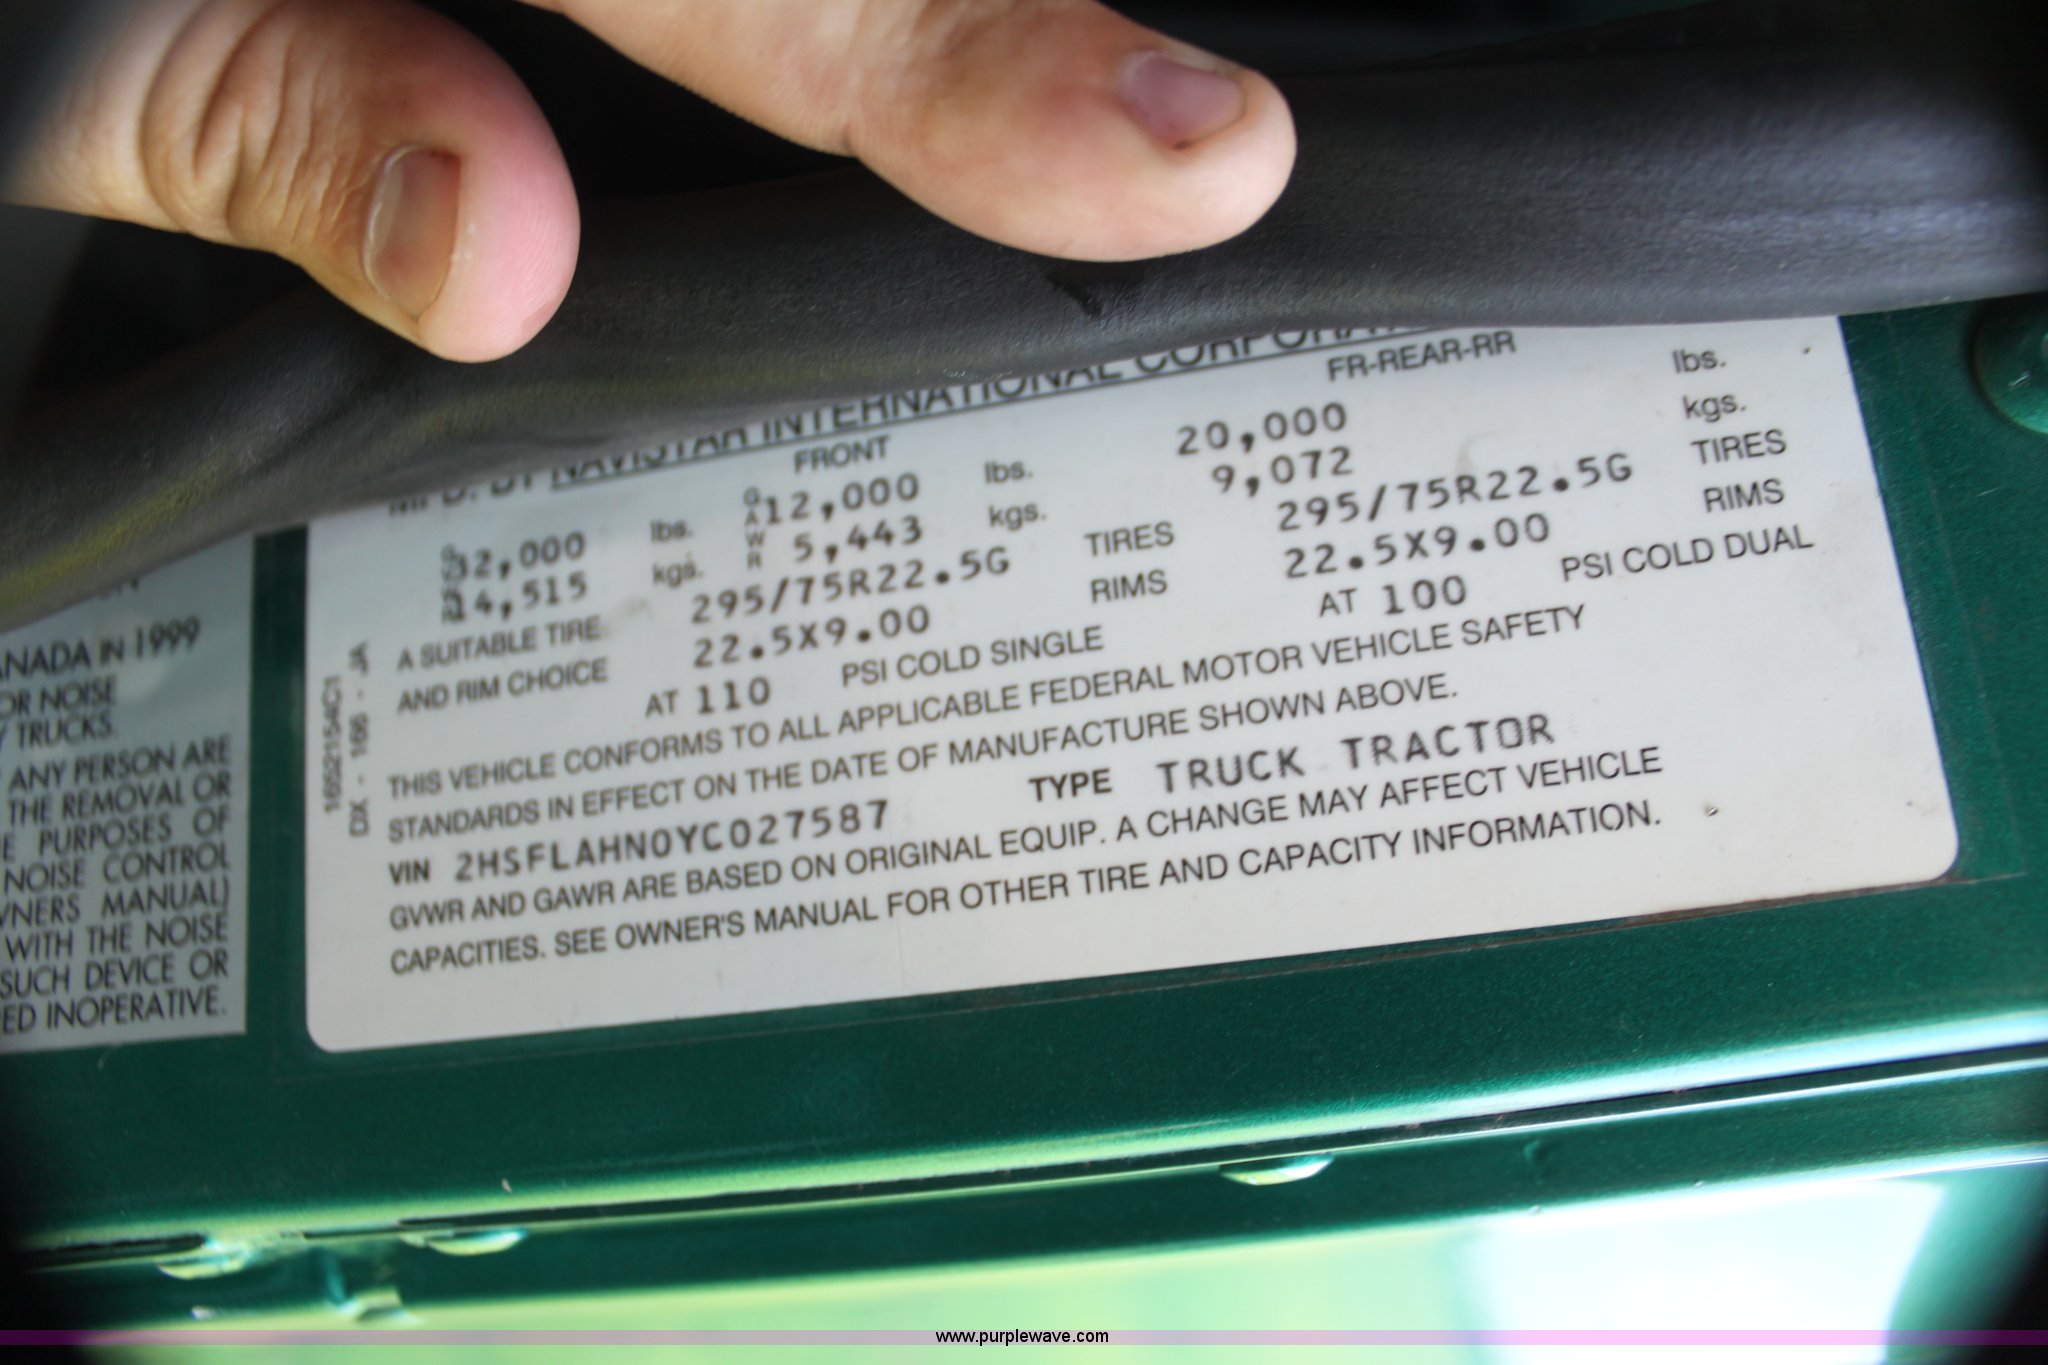 MFD. BY NAVISTAR INTERNATIONAL CORPORAT
FRONT FR-REAR-RR
GVWR 32,000 lbs. GAWR 12,000 lbs. 20,000 lbs.
14,515 kgs. 5,443 kgs. 9,072 kgs.
A SUITABLE TIRE 295/75R22.5G TIRES 295/75R22.5G TIRES
AND RIM CHOICE 22.5X9.00 RIMS 22.5X9.00 RIMS
AT 110 PSI COLD SINGLE AT 100 PSI COLD DUAL
THIS VEHICLE CONFORMS TO ALL APPLICABLE FEDERAL MOTOR VEHICLE SAFETY
STANDARDS IN EFFECT ON THE DATE OF MANUFACTURE SHOWN ABOVE.
VIN 2HSFLAHN0YC027587 TYPE TRUCK TRACTOR
GVWR AND GAWR ARE BASED ON ORIGINAL EQUIP. A CHANGE MAY AFFECT VEHICLE
CAPACITIES. SEE OWNER'S MANUAL FOR OTHER TIRE AND CAPACITY INFORMATION.
1652154C1
DX - 166 - JA
ANADA IN 1999
OR NOISE
Y TRUCKS.
ANY PERSON ARE
THE REMOVAL OR
E PURPOSES OF
NOISE CONTROL
WNERS MANUAL)
WITH THE NOISE
SUCH DEVICE OR
ED INOPERATIVE.
www.purplewave.com